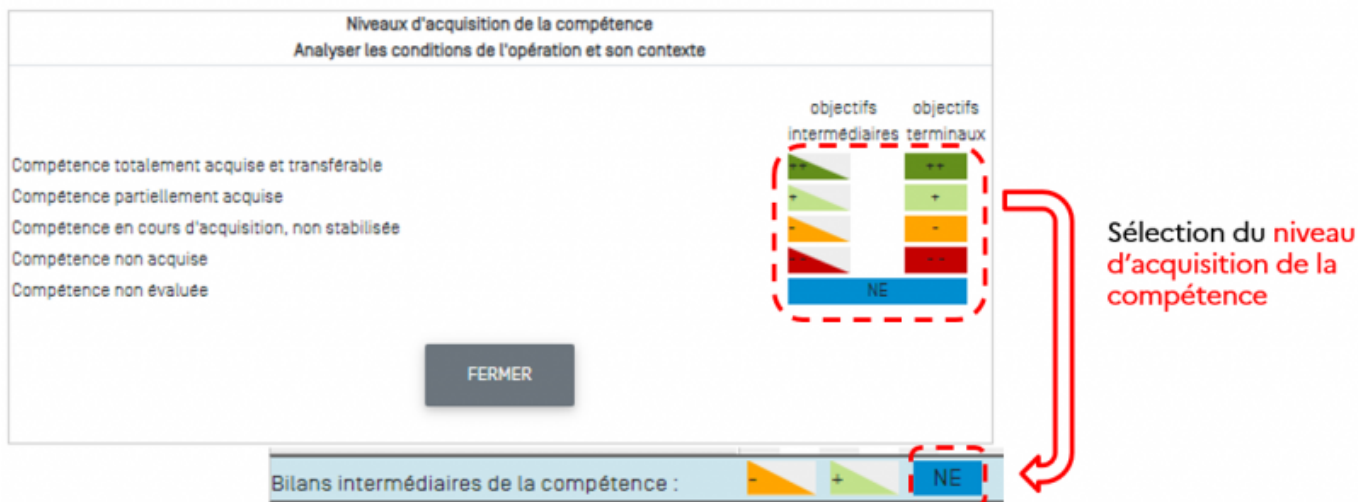 Niveaux d'acquisition de la compétence
Analyser les conditions de l'opération et son contexte
objectifs objectifs
intermédiaires terminaux
Compétence totalement acquise et transférable ++ ++
Compétence partiellement acquise + +
Compétence en cours d'acquisition, non stabilisée - -
Compétence non acquise -- --
Compétence non évaluée NE
Sélection du niveau
d'acquisition de la
compétence
FERMER
Bilans intermédiaires de la compétence : - + NE